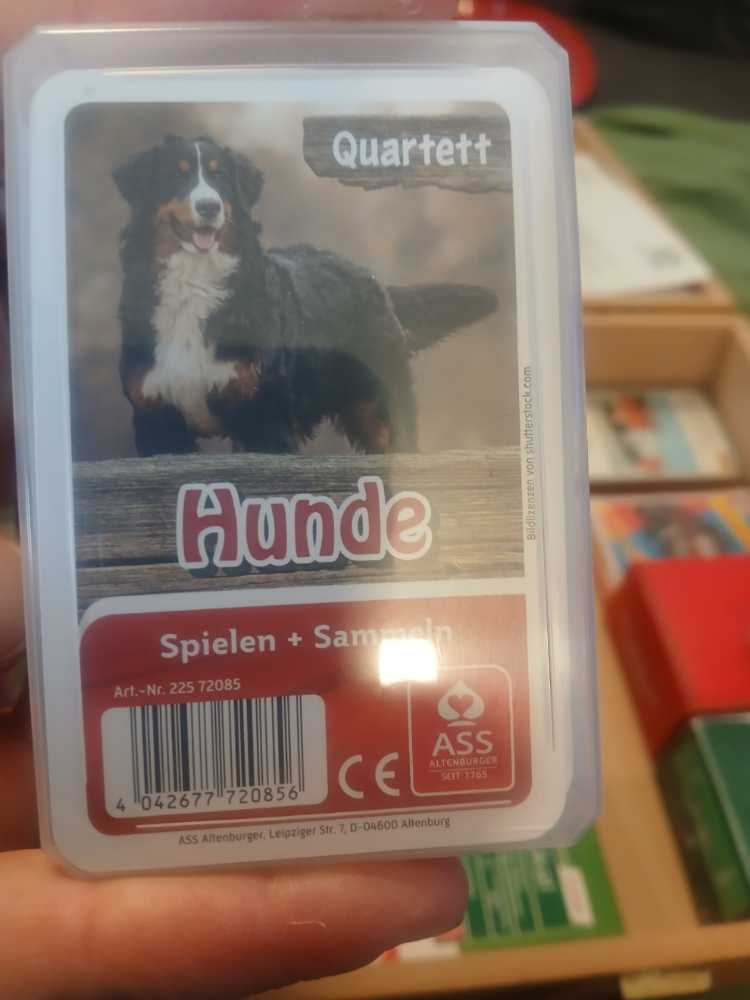 Quartett
Bildlizenzen von shutterstock.com
Hunde
Spielen + Sammeln
Art.-Nr. 225 72085
4 042677 720856
CE
ASS
ALTENBURGER
SEIT 1765
ASS Altenburger, Leipziger Str. 7, D-04600 Altenburg